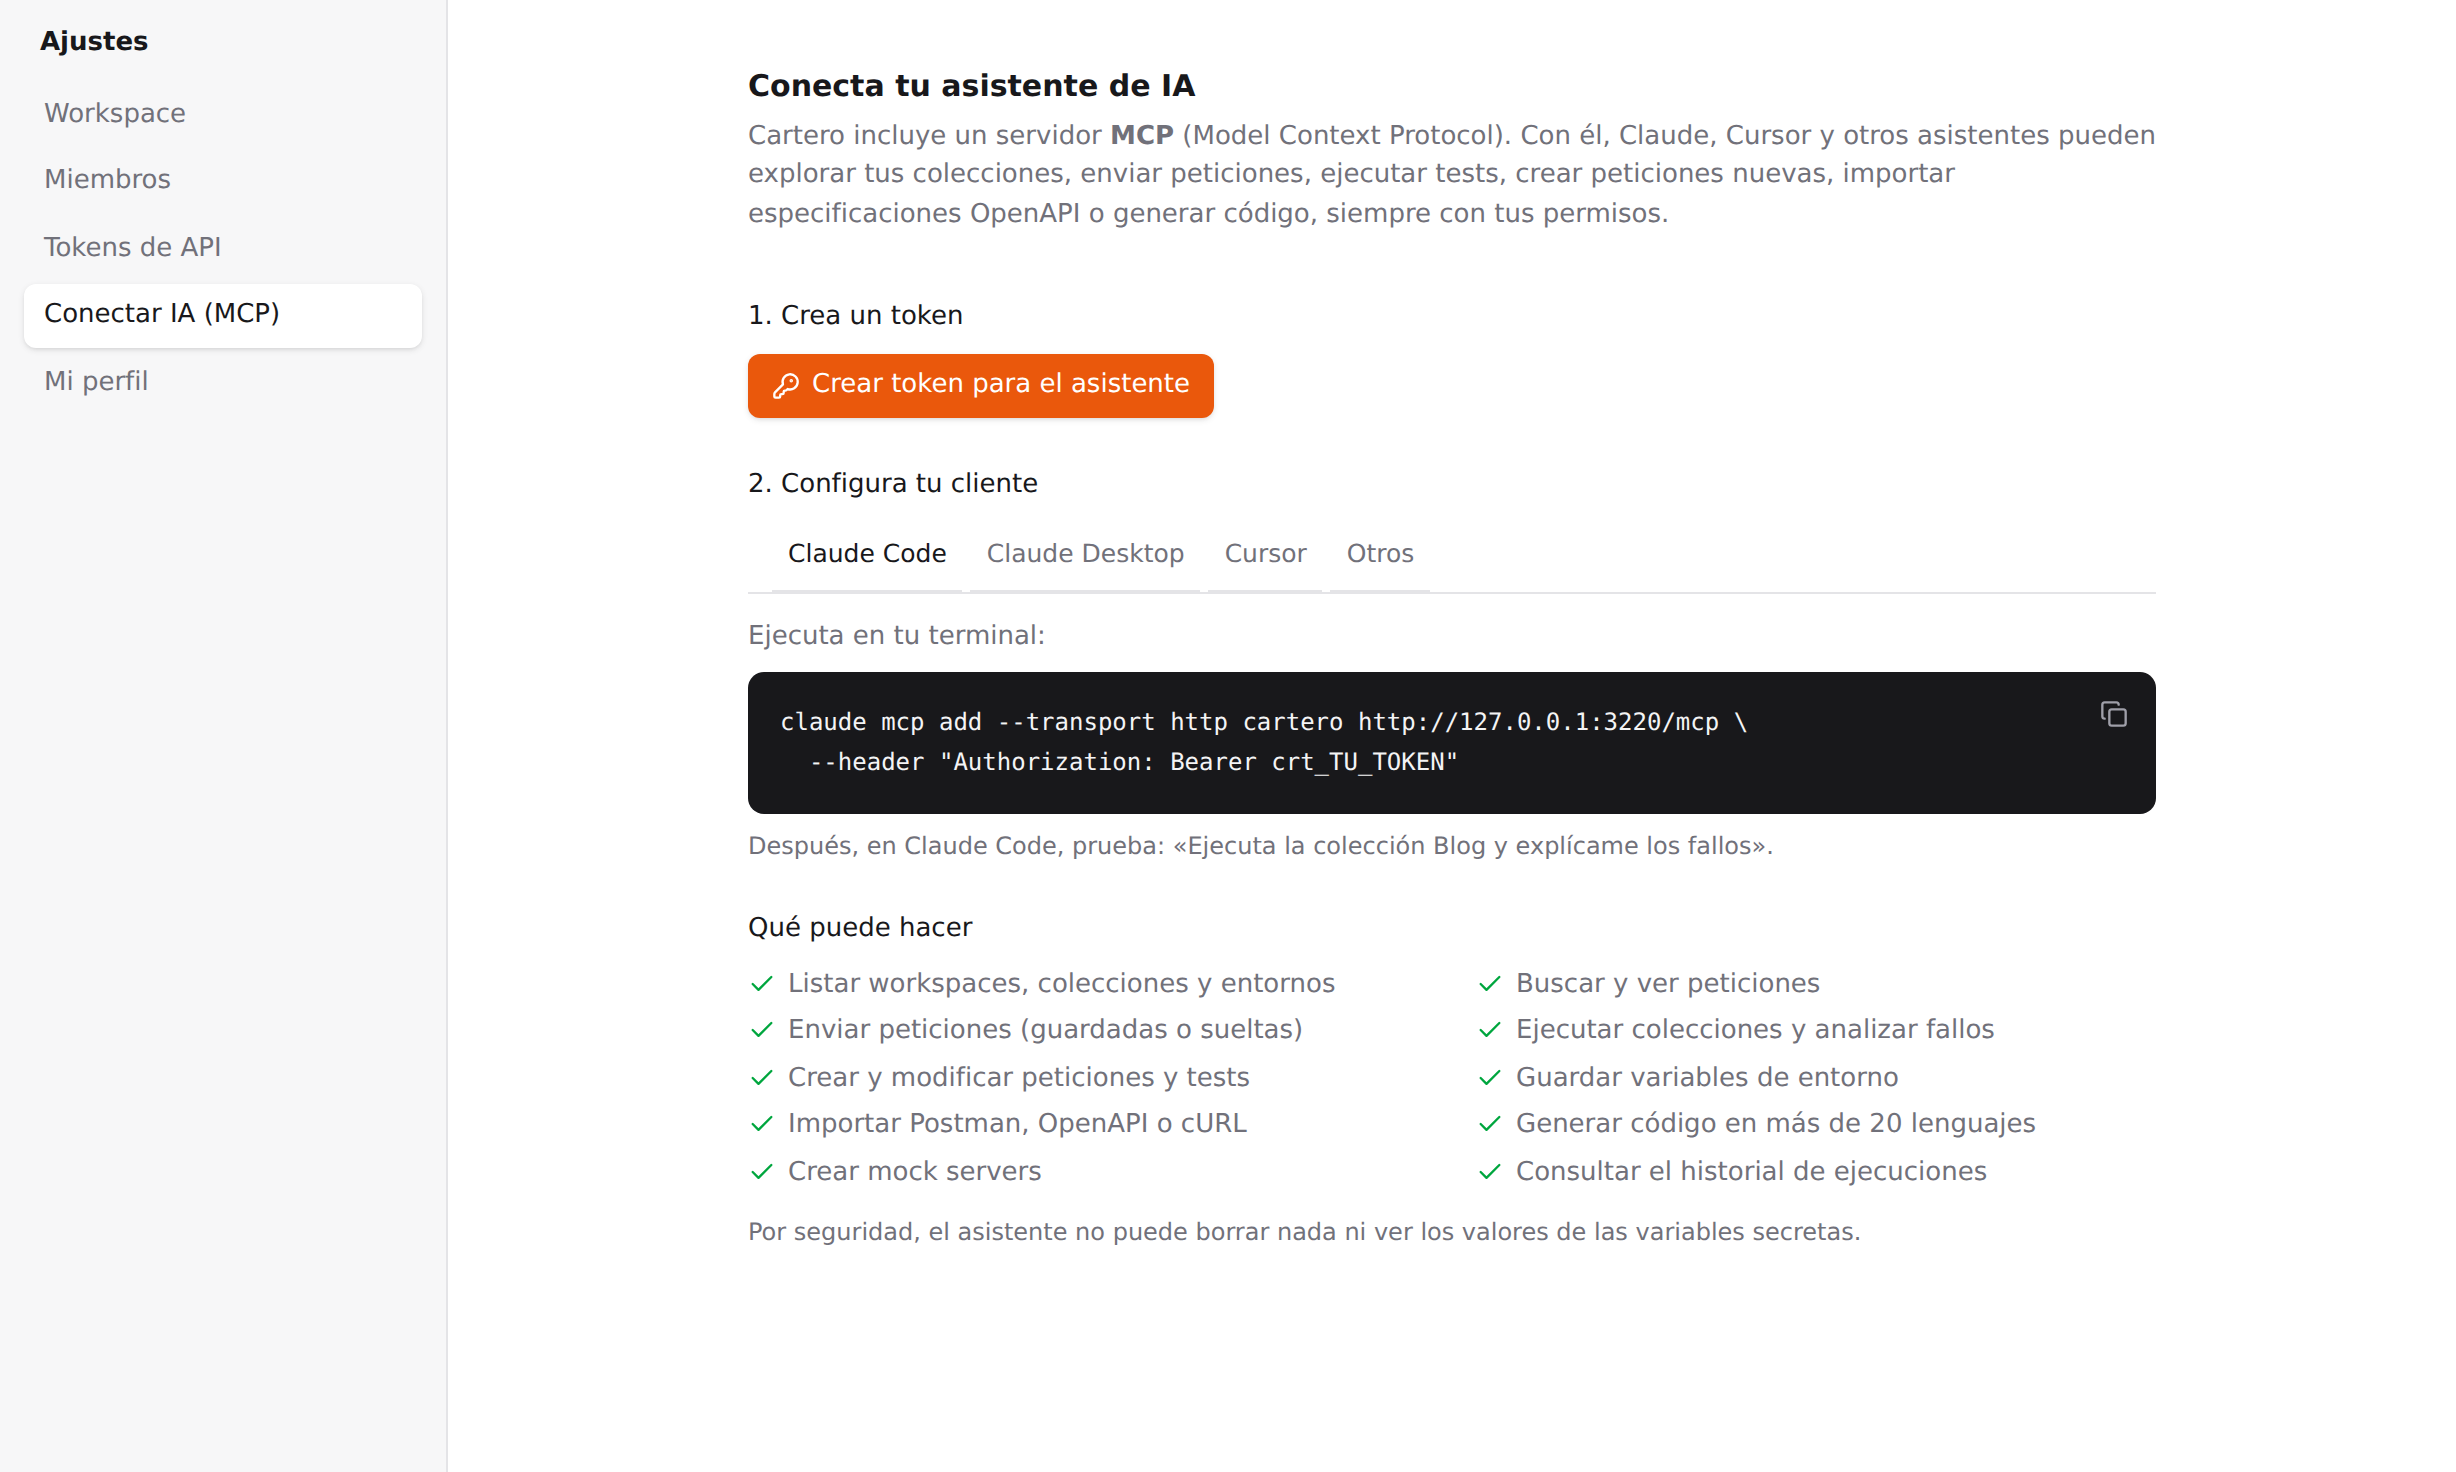 Ajustes
Workspace
Miembros
Tokens de API
Conectar IA (MCP)
Mi perfil
Conecta tu asistente de IA
Cartero incluye un servidor MCP (Model Context Protocol). Con él, Claude, Cursor y otros asistentes pueden
explorar tus colecciones, enviar peticiones, ejecutar tests, crear peticiones nuevas, importar
especificaciones OpenAPI o generar código, siempre con tus permisos.
1. Crea un token
Crear token para el asistente
2. Configura tu cliente
Claude Code Claude Desktop Cursor Otros
Ejecuta en tu terminal:
claude mcp add --transport http cartero http://127.0.0.1:3220/mcp \
  --header "Authorization: Bearer crt_TU_TOKEN"
Después, en Claude Code, prueba: «Ejecuta la colección Blog y explícame los fallos».
Qué puede hacer
Listar workspaces, colecciones y entornos
Buscar y ver peticiones
Enviar peticiones (guardadas o sueltas)
Ejecutar colecciones y analizar fallos
Crear y modificar peticiones y tests
Guardar variables de entorno
Importar Postman, OpenAPI o cURL
Generar código en más de 20 lenguajes
Crear mock servers
Consultar el historial de ejecuciones
Por seguridad, el asistente no puede borrar nada ni ver los valores de las variables secretas.